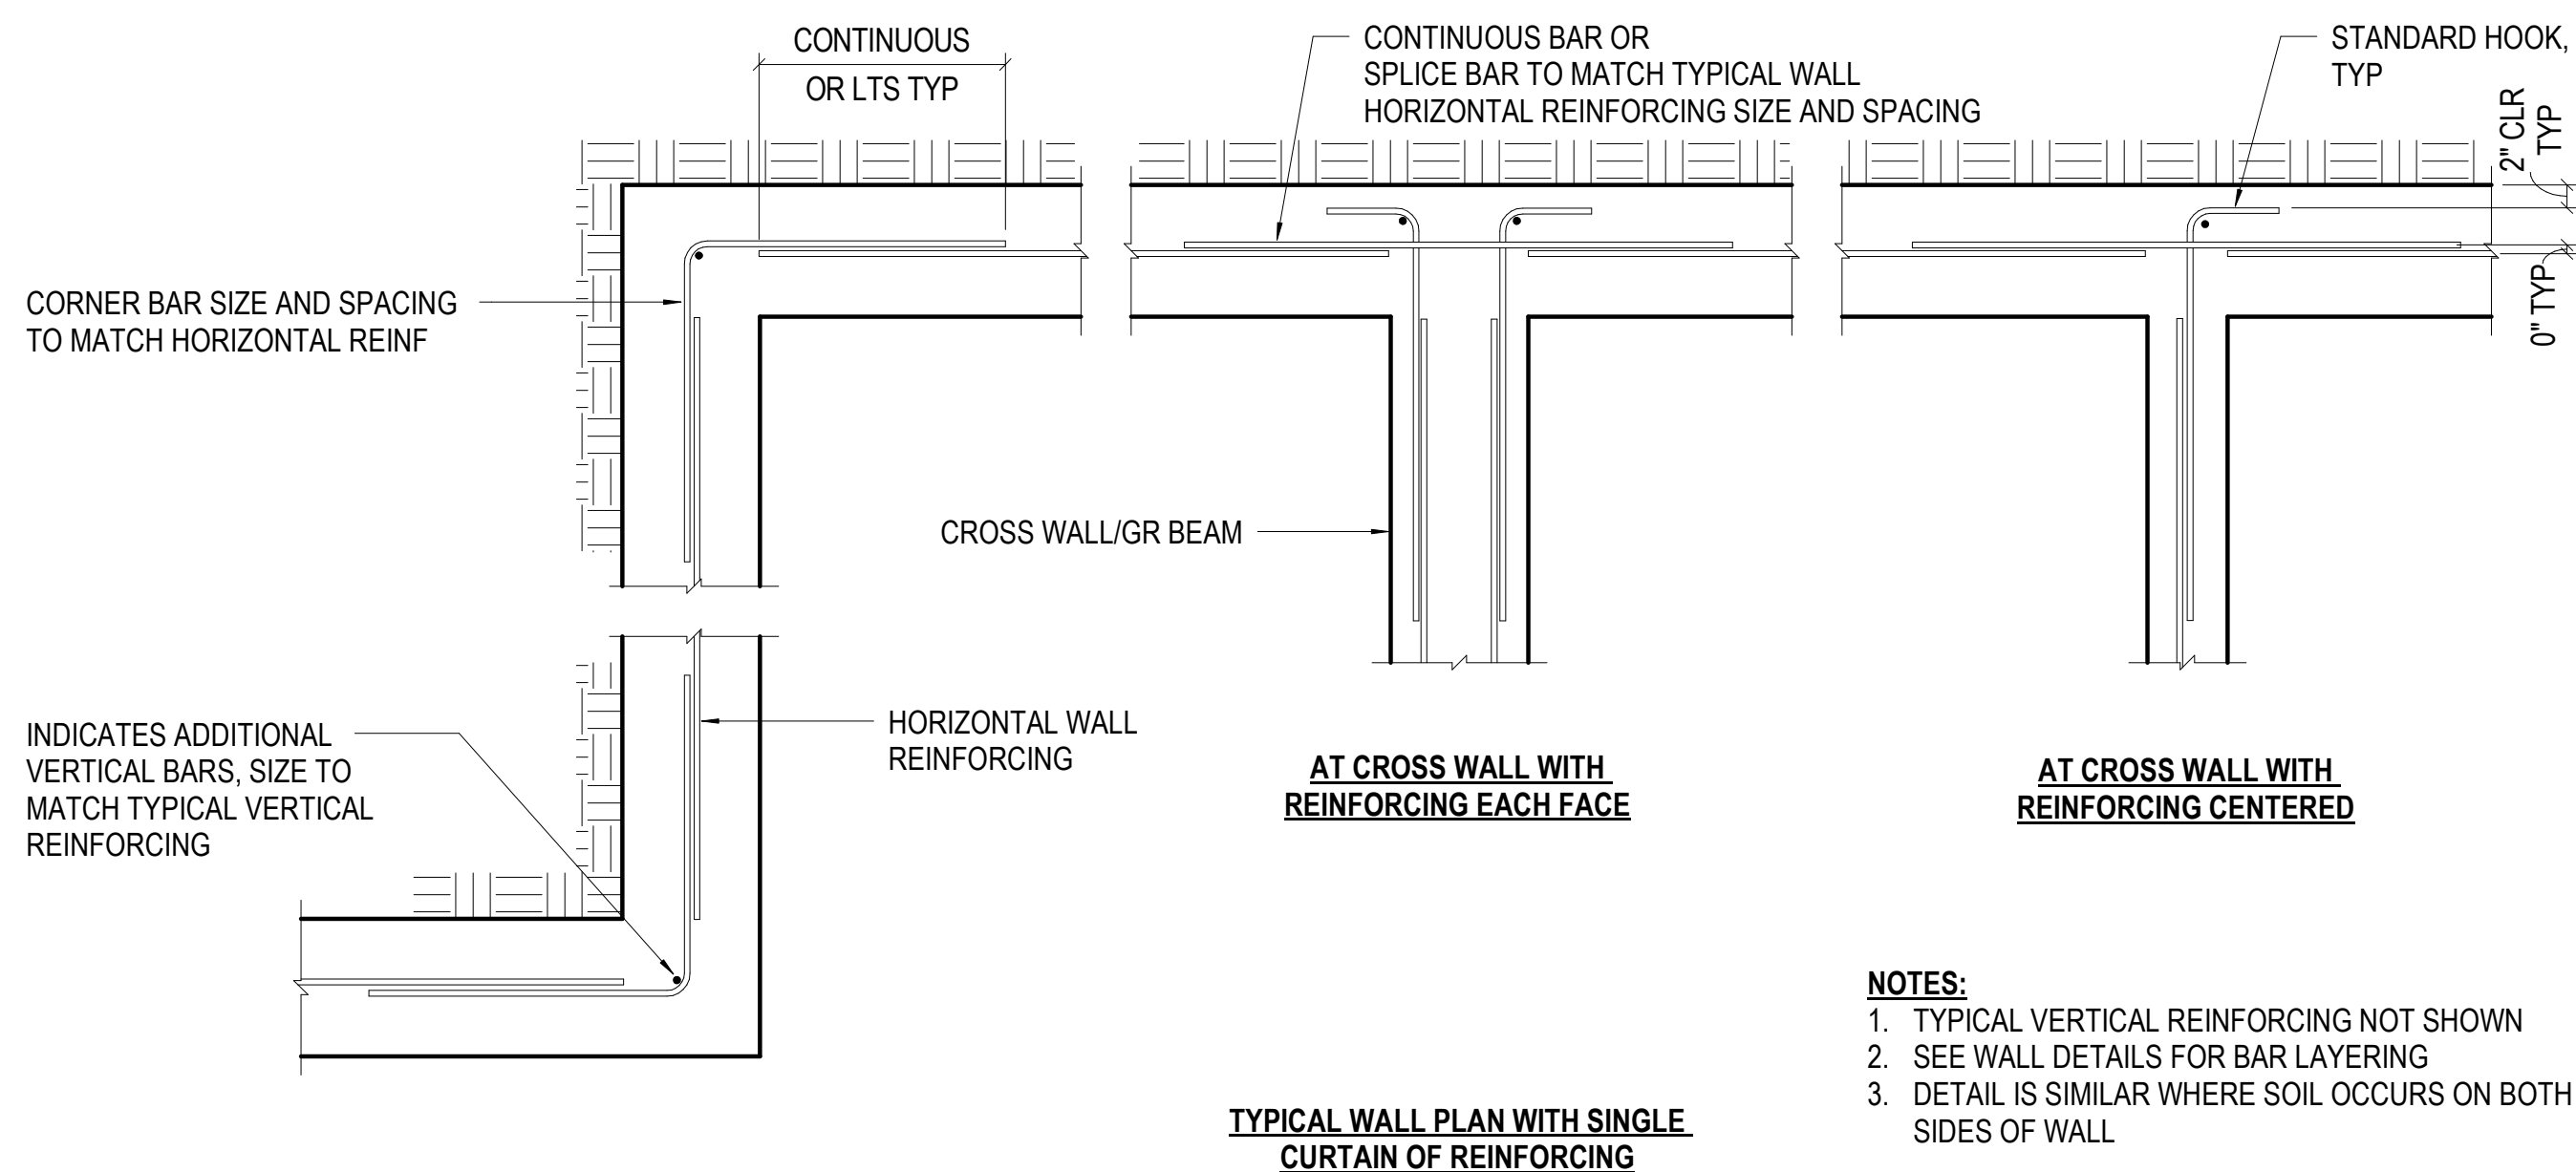 CONTINUOUS
OR LTS TYP
CONTINUOUS BAR OR
SPLICE BAR TO MATCH TYPICAL WALL
HORIZONTAL REINFORCING SIZE AND SPACING
STANDARD HOOK,
TYP
2" CLR
TYP
0" TYP
CORNER BAR SIZE AND SPACING
TO MATCH HORIZONTAL REINF
CROSS WALL/GR BEAM
INDICATES ADDITIONAL
VERTICAL BARS, SIZE TO
MATCH TYPICAL VERTICAL
REINFORCING
HORIZONTAL WALL
REINFORCING
AT CROSS WALL WITH
REINFORCING EACH FACE
AT CROSS WALL WITH
REINFORCING CENTERED
NOTES:
1. TYPICAL VERTICAL REINFORCING NOT SHOWN
2. SEE WALL DETAILS FOR BAR LAYERING
3. DETAIL IS SIMILAR WHERE SOIL OCCURS ON BOTH
SIDES OF WALL
TYPICAL WALL PLAN WITH SINGLE
CURTAIN OF REINFORCING